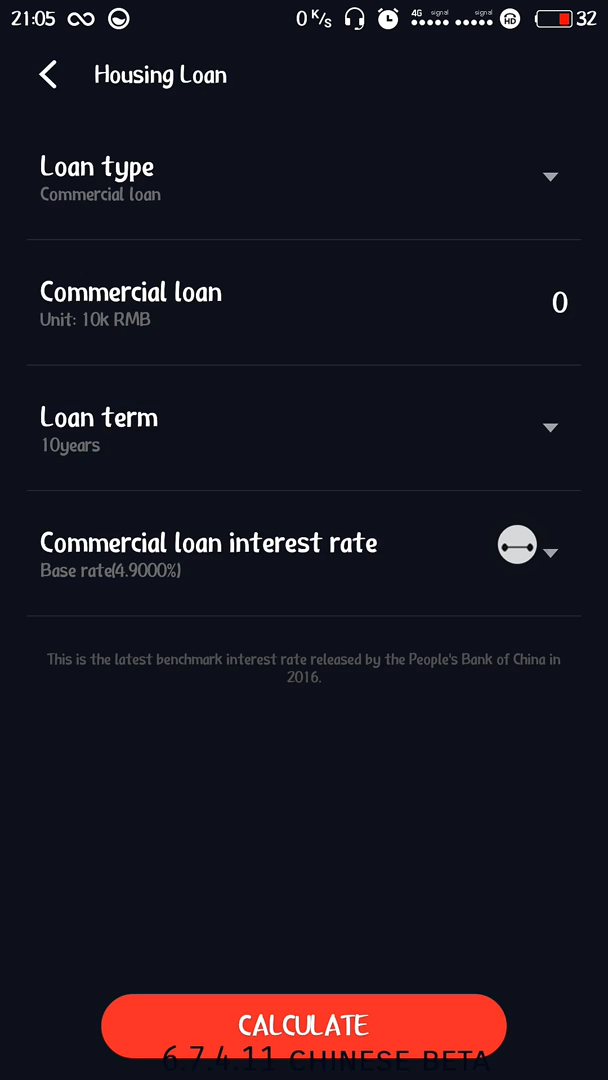 21:05 0 K/s 4G signal signal HD 32
Housing Loan
Loan type
Commercial loan
Commercial loan
0
Unit: 10k RMB
Loan term
10years
Commercial loan interest rate
Base rate(4.9000%)
This is the latest benchmark interest rate released by the People's Bank of China in
2016.
CALCULATE
6.7.4.11 CHINESE BETA